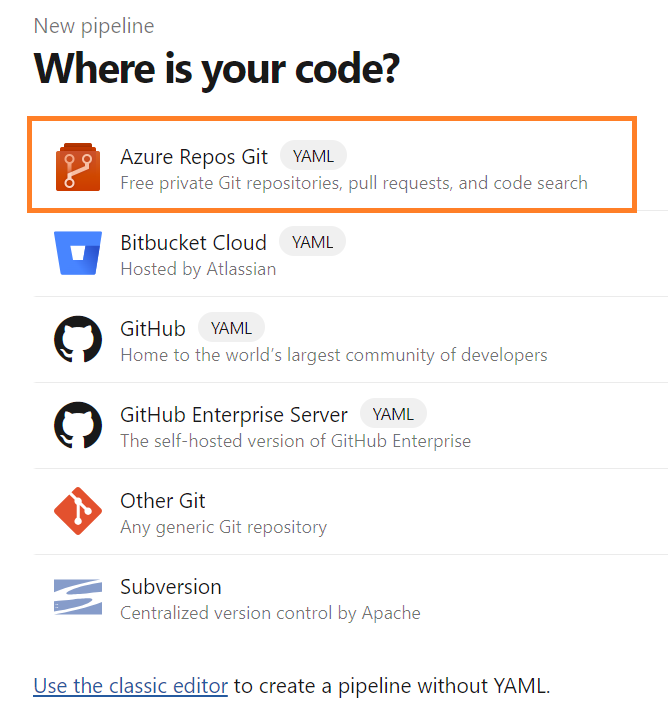 New pipeline
Where is your code?
Azure Repos Git YAML
Free private Git repositories, pull requests, and code search
Bitbucket Cloud YAML
Hosted by Atlassian
GitHub YAML
Home to the world's largest community of developers
GitHub Enterprise Server YAML
The self-hosted version of GitHub Enterprise
Other Git
Any generic Git repository
Subversion
Centralized version control by Apache
Use the classic editor to create a pipeline without YAML.